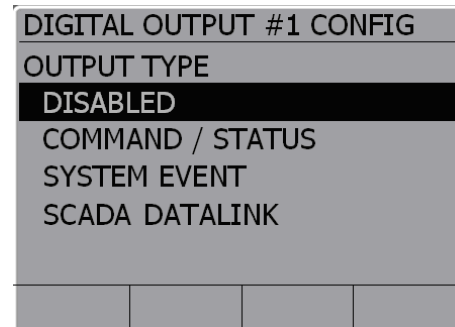 DIGITAL OUTPUT #1 CONFIG
OUTPUT TYPE
DISABLED
COMMAND / STATUS
SYSTEM EVENT
SCADA DATALINK